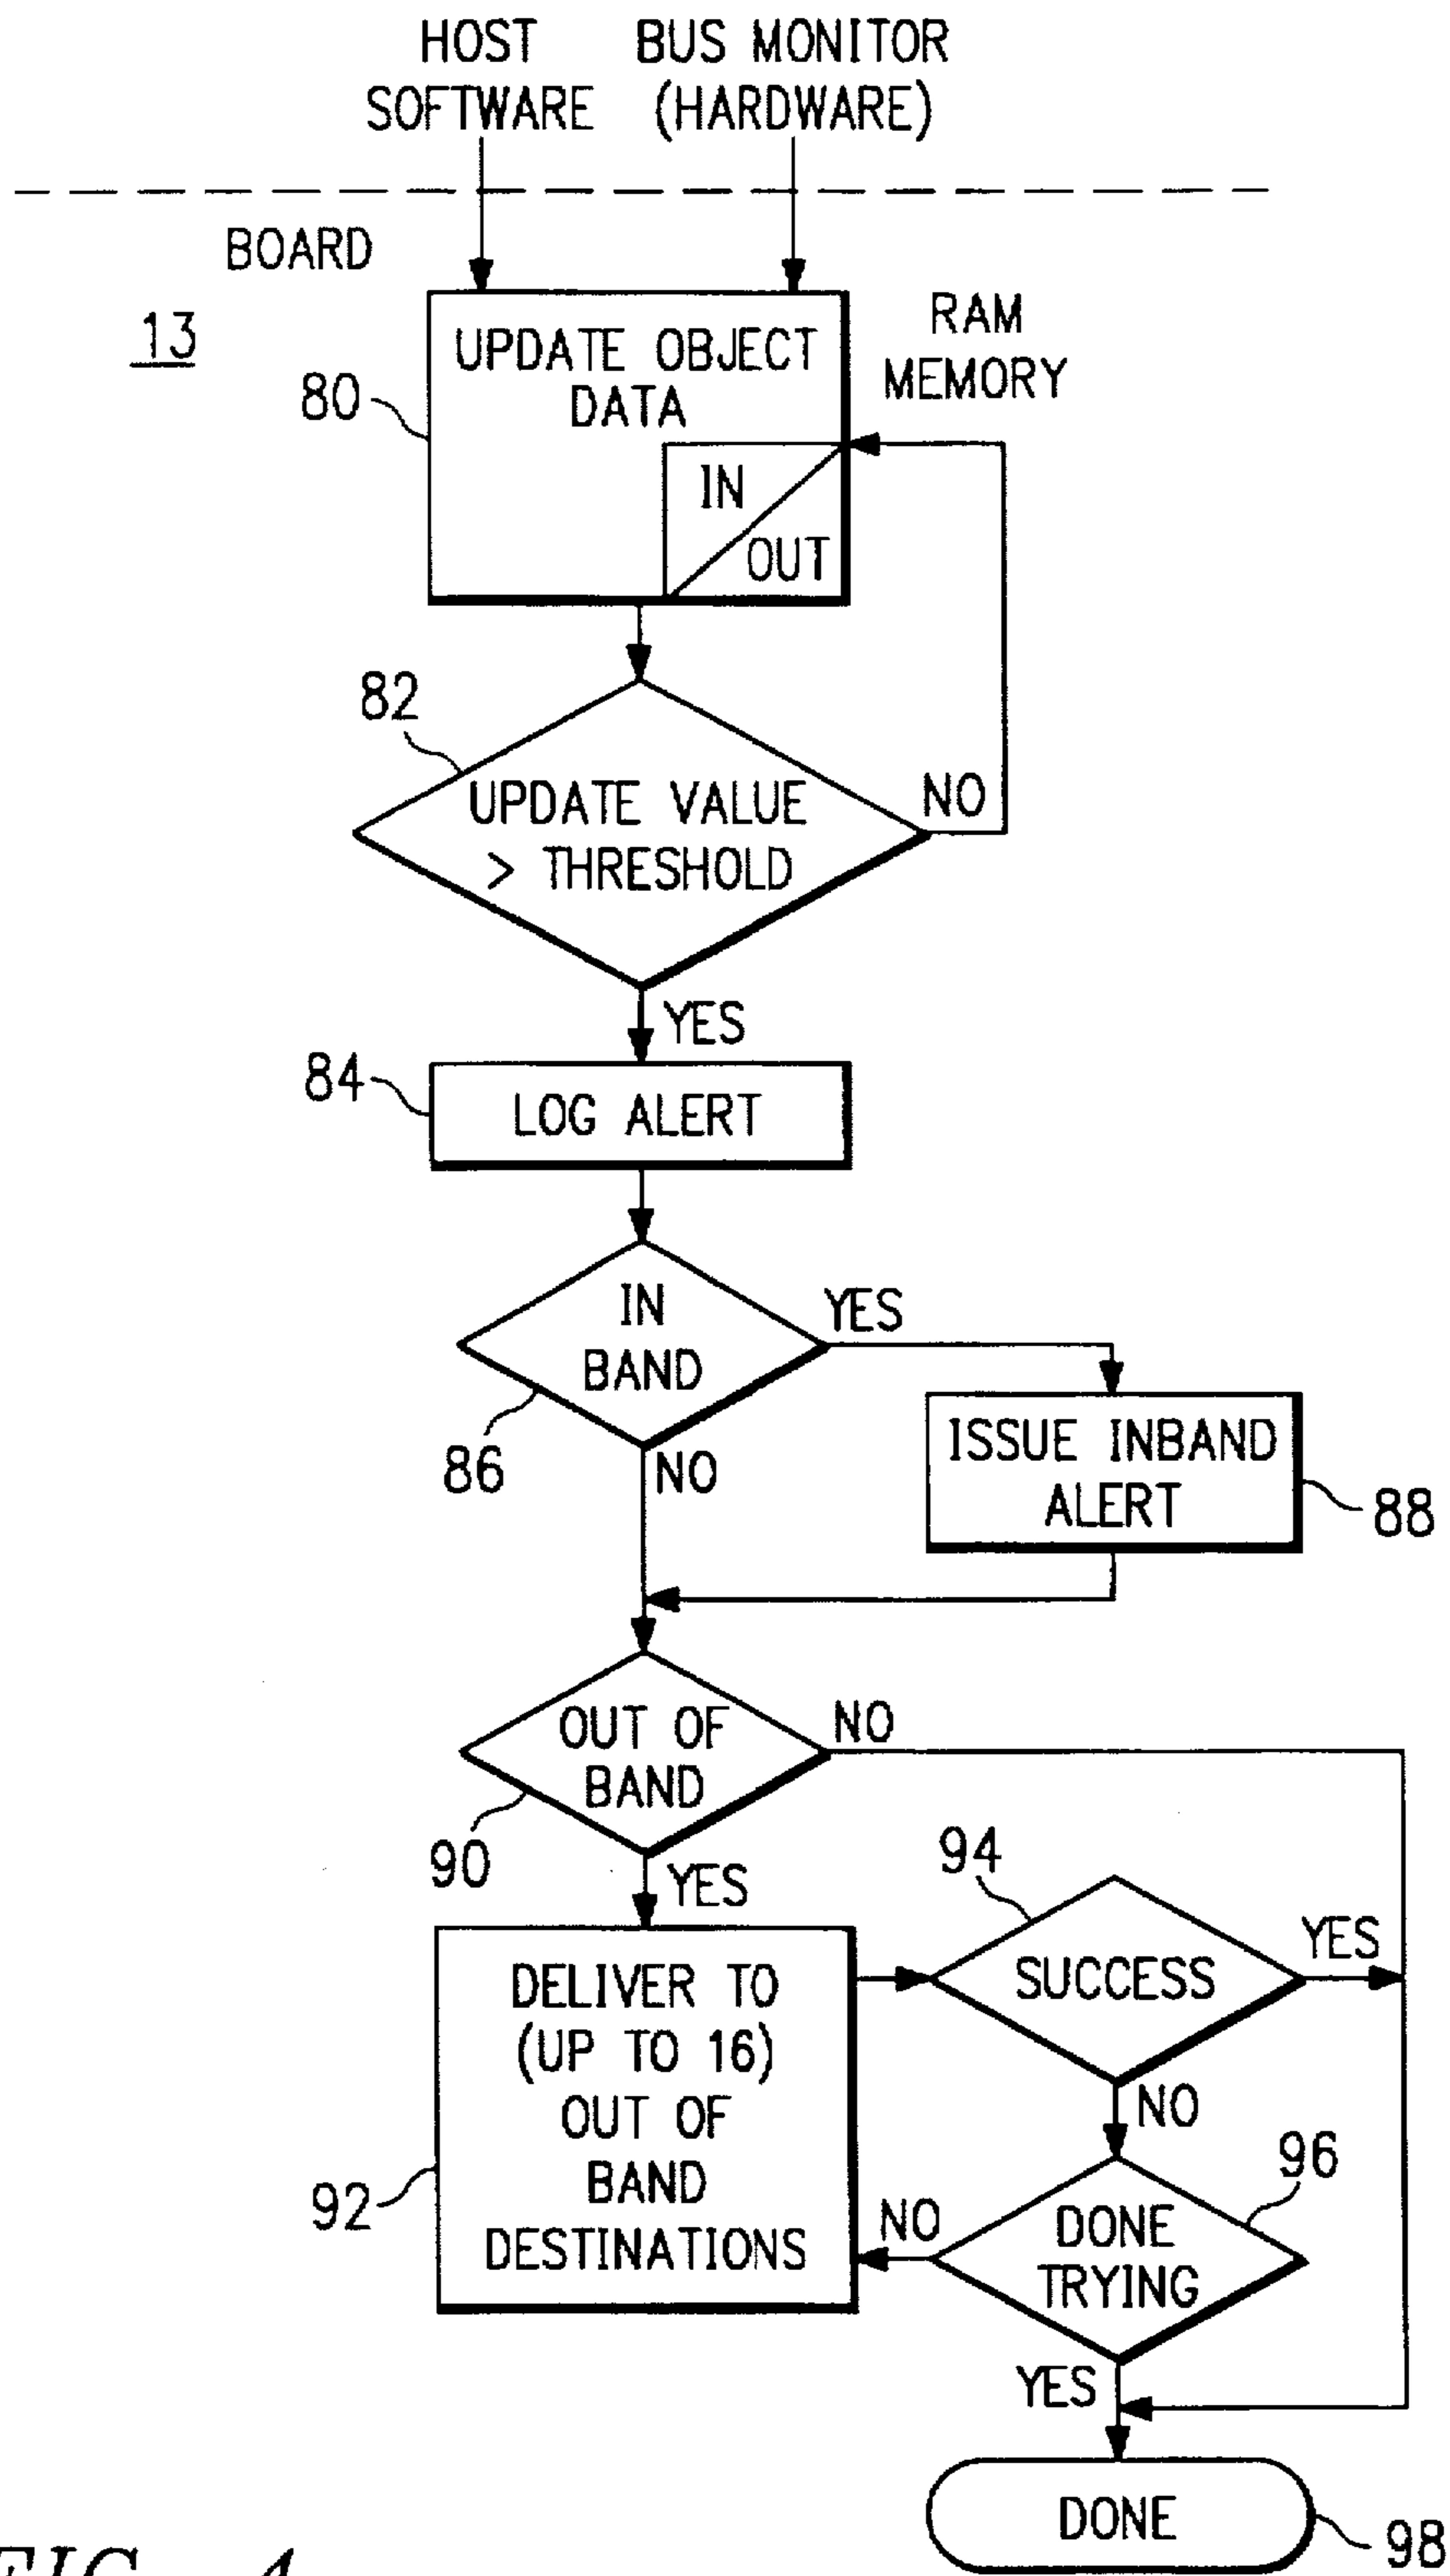 HOST
SOFTWARE
BUS MONITOR
(HARDWARE)
BOARD
13
RAM
MEMORY
80
UPDATE OBJECT
DATA
IN
OUT
82
UPDATE VALUE
> THRESHOLD
NO
YES
84
LOG ALERT
IN
BAND
YES
86
NO
ISSUE INBAND
ALERT
88
OUT OF
BAND
NO
90
YES
94
SUCCESS
YES
DELIVER TO
(UP TO 16)
OUT OF
BAND
DESTINATIONS
92
NO
96
NO
DONE
TRYING
YES
DONE
98
FIG. 4